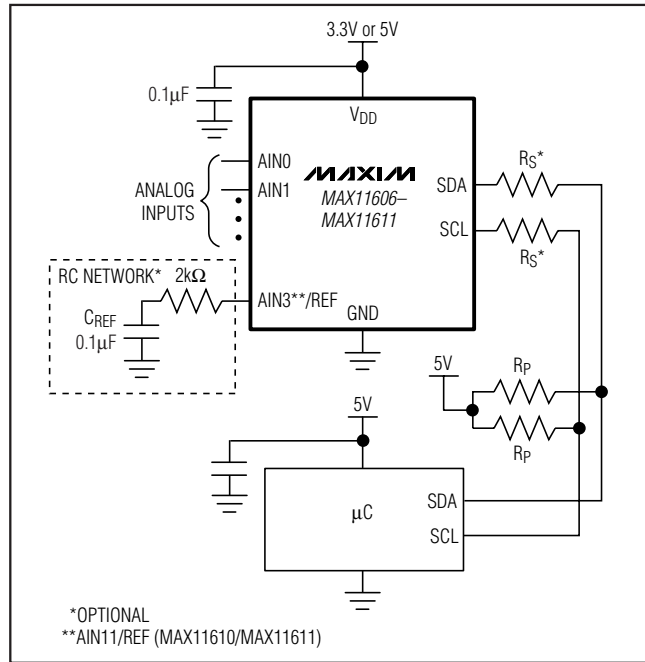 3.3V or 5V
0.1µF
VDD
AIN0
AIN1
ANALOG
INPUTS
MAXIM
MAX11606–
MAX11611
SDA
SCL
RS*
RS*
RC NETWORK*
2kΩ
CREF
0.1µF
AIN3**/REF
GND
5V
RP
RP
5V
µC
SDA
SCL
*OPTIONAL
**AIN11/REF (MAX11610/MAX11611)